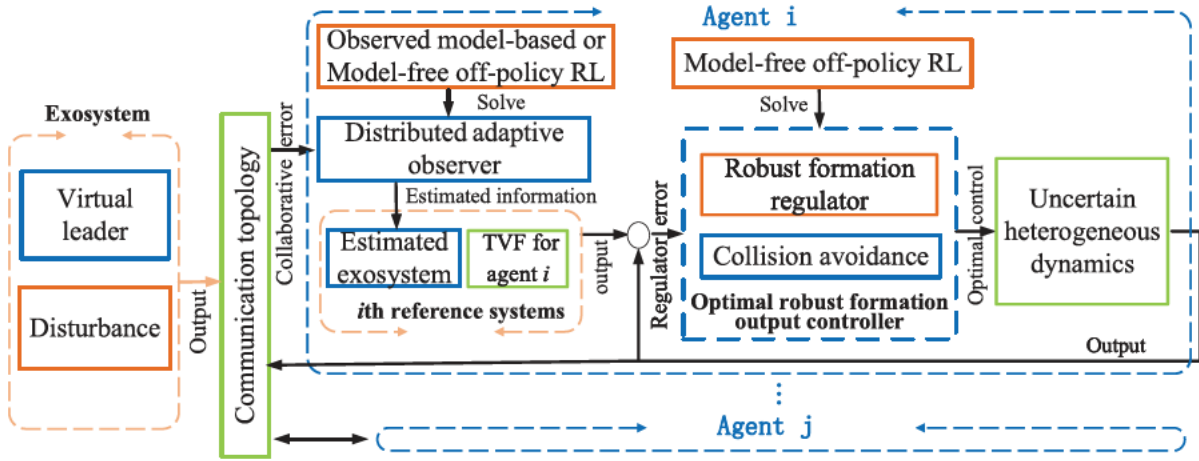 Agent i
Observed model-based or
Model-free off-policy RL
Model-free off-policy RL
Solve
Solve
Exosystem
Virtual
leader
Disturbance
Output
Communication topology
Collaborative error
Distributed adaptive
observer
Estimated information
Estimated
exosystem
TVF for
agent i
ith reference systems
output
Regulator error
Robust formation
regulator
Collision avoidance
Optimal robust formation
output controller
Optimal control
Uncertain
heterogeneous
dynamics
Output
Agent j